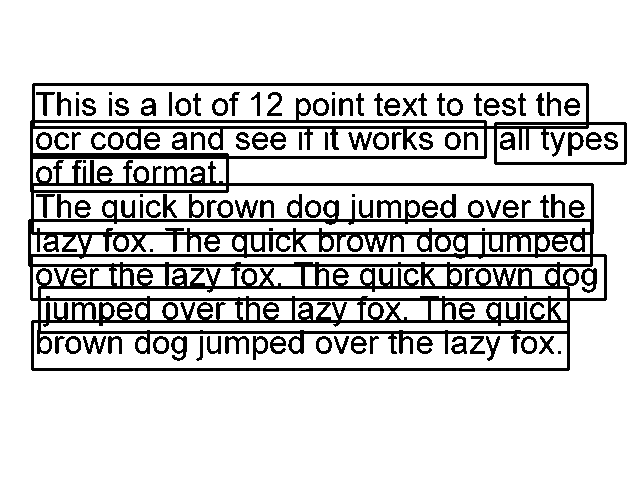 This is a lot of 12 point text to test the
ocr code and see if it works on all types
of file format.
The quick brown dog jumped over the
lazy fox. The quick brown dog jumped
over the lazy fox. The quick brown dog
jumped over the lazy fox. The quick
brown dog jumped over the lazy fox.